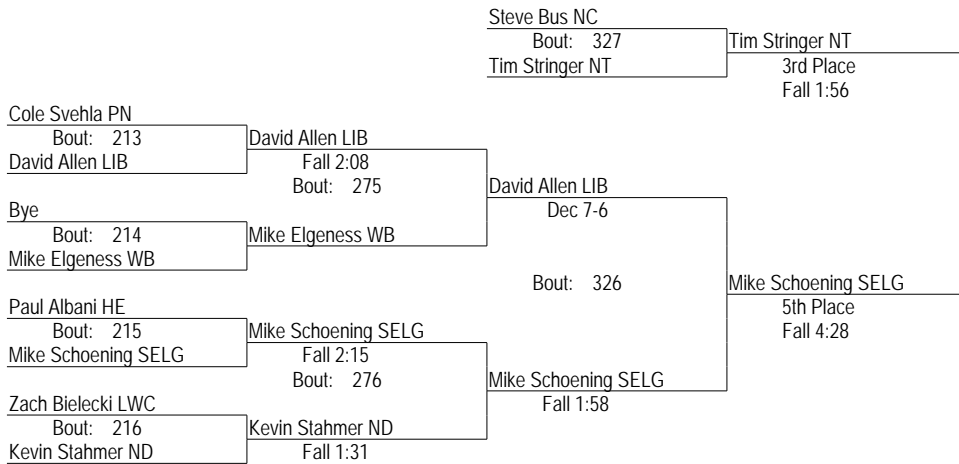 Steve Bus NC
Bout: 327
Tim Stringer NT
Tim Stringer NT
3rd Place
Fall 1:56
Cole Svehla PN
Bout: 213
David Allen LIB
David Allen LIB
Fall 2:08
Bout: 275
David Allen LIB
Dec 7-6
Bye
Bout: 214
Mike Elgeness WB
Mike Elgeness WB
Bout: 326
Mike Schoening SELG
5th Place
Fall 4:28
Paul Albani HE
Bout: 215
Mike Schoening SELG
Mike Schoening SELG
Fall 2:15
Bout: 276
Mike Schoening SELG
Fall 1:58
Zach Bielecki LWC
Bout: 216
Kevin Stahmer ND
Kevin Stahmer ND
Fall 1:31